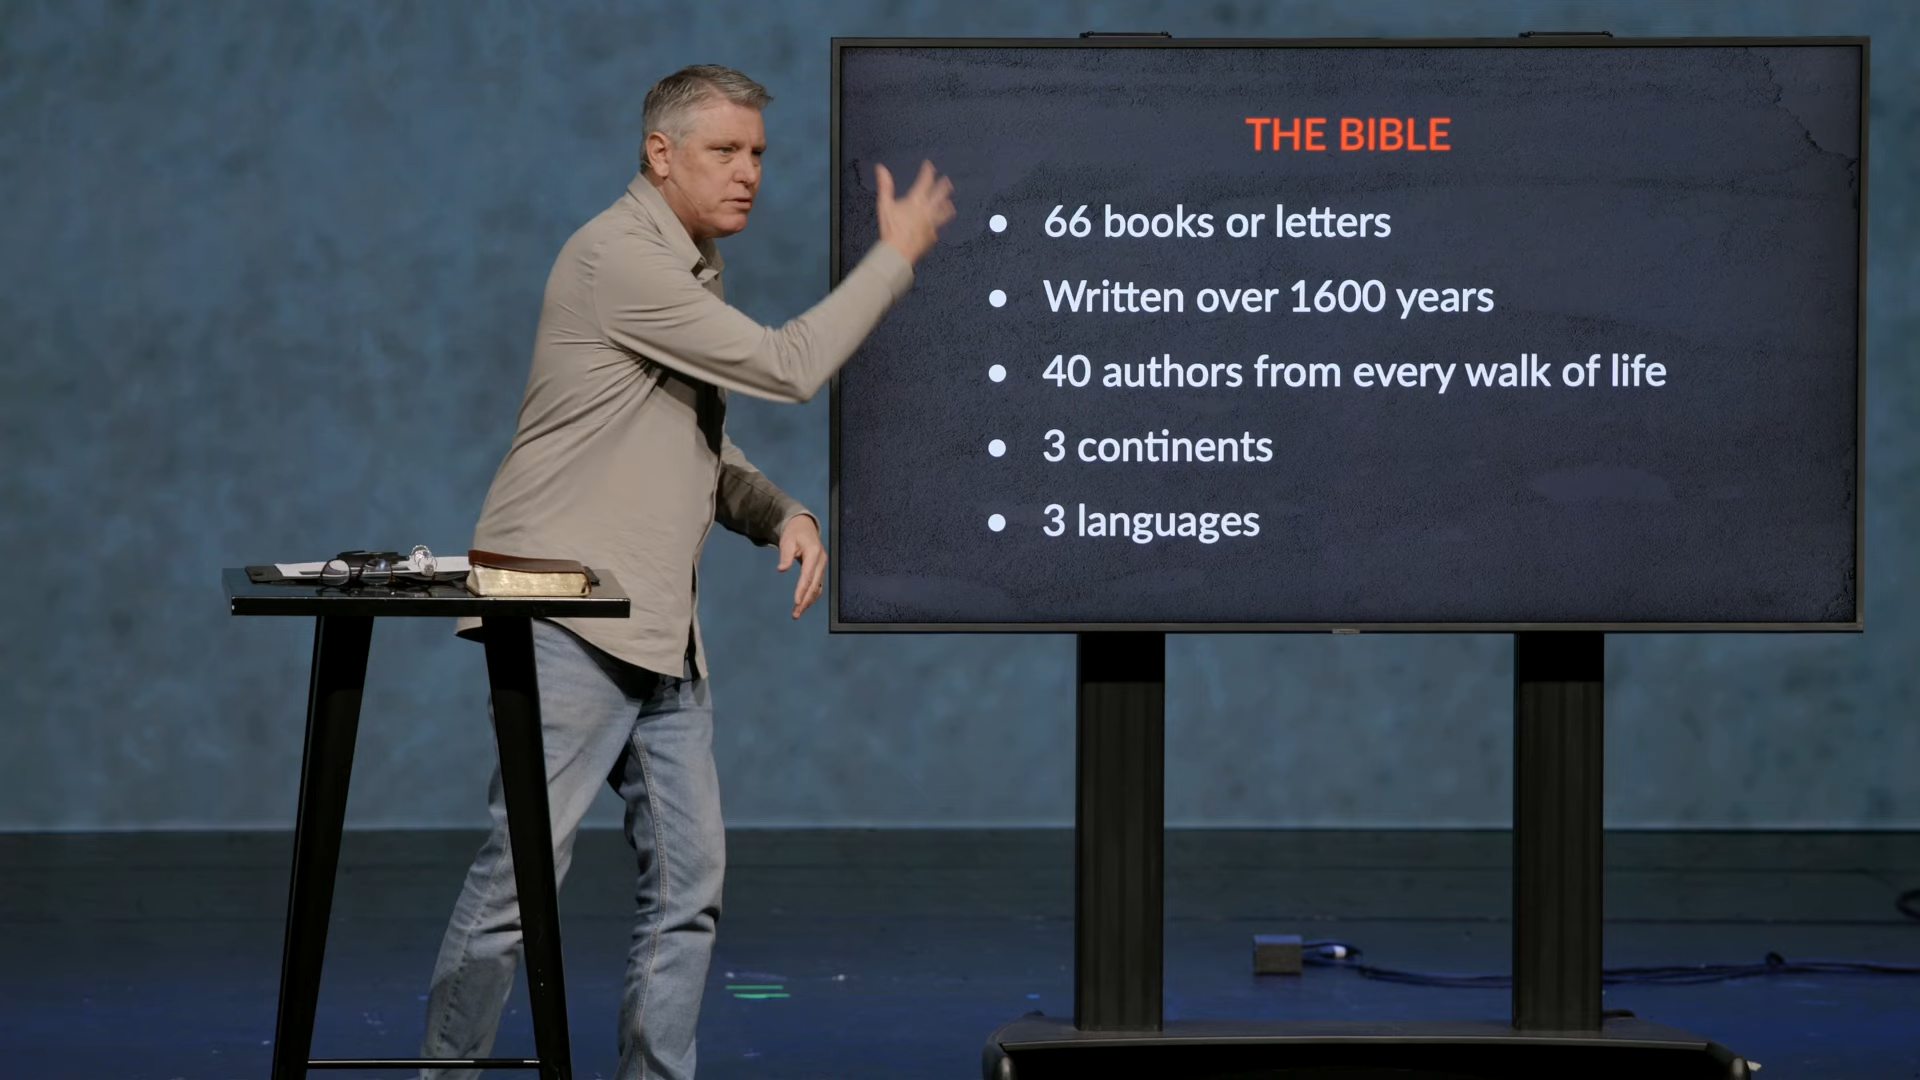 THE BIBLE
• 66 books or letters
• Written over 1600 years
• 40 authors from every walk of life
• 3 continents
• 3 languages